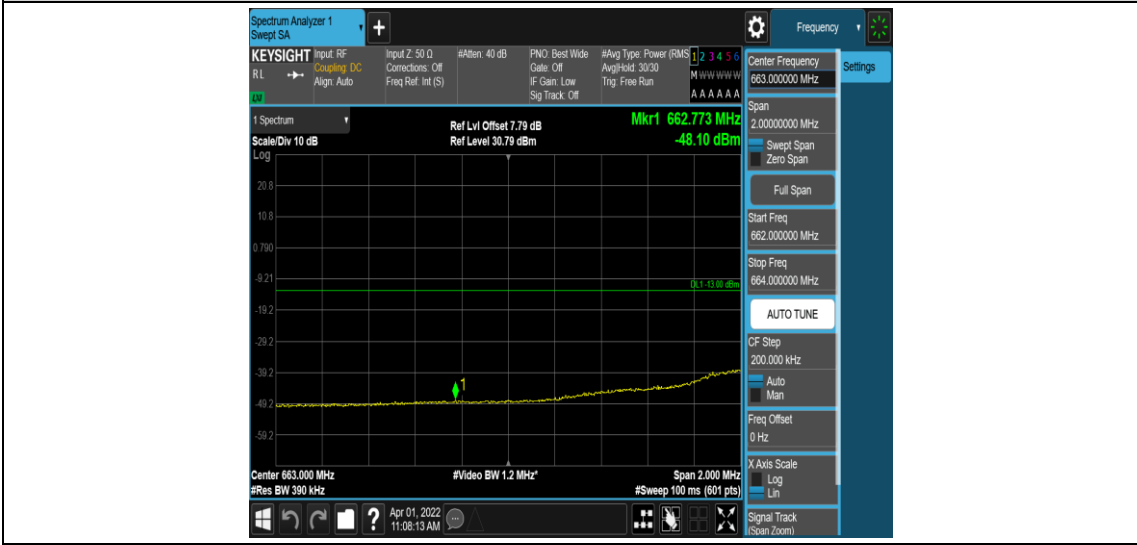 Spectrum Analyzer 1
Swept SA
Frequency
KEYSIGHT
RL
LXI
Input: RF
Coupling: DC
Align: Auto
Input Z: 50 Ω
Corrections: Off
Freq Ref: Int (S)
#Atten: 40 dB
PNO: Best Wide
Gate: Off
IF Gain: Low
Sig Track: Off
#Avg Type: Power (RMS
Avg|Hold: 30/30
Trig: Free Run
1 2 3 4 5 6
M W W W W W
A A A A A A
1 Spectrum
Scale/Div 10 dB
Ref Lvl Offset 7.79 dB
Ref Level 30.79 dBm
Mkr1 662.773 MHz
-48.10 dBm
Log
20.8
10.8
0.790
-9.21
DL1 -13.00 dBm
-19.2
-29.2
-39.2
1
-49.2
-59.2
Center 663.000 MHz
#Res BW 390 kHz
#Video BW 1.2 MHz*
Span 2.000 MHz
#Sweep 100 ms (601 pts)
?
Apr 01, 2022
11:08:13 AM
Center Frequency
663.000000 MHz
Settings
Span
2.00000000 MHz
Swept Span
Zero Span
Full Span
Start Freq
662.000000 MHz
Stop Freq
664.000000 MHz
AUTO TUNE
CF Step
200.000 kHz
Auto
Man
Freq Offset
0 Hz
X Axis Scale
Log
Lin
Signal Track
(Span Zoom)